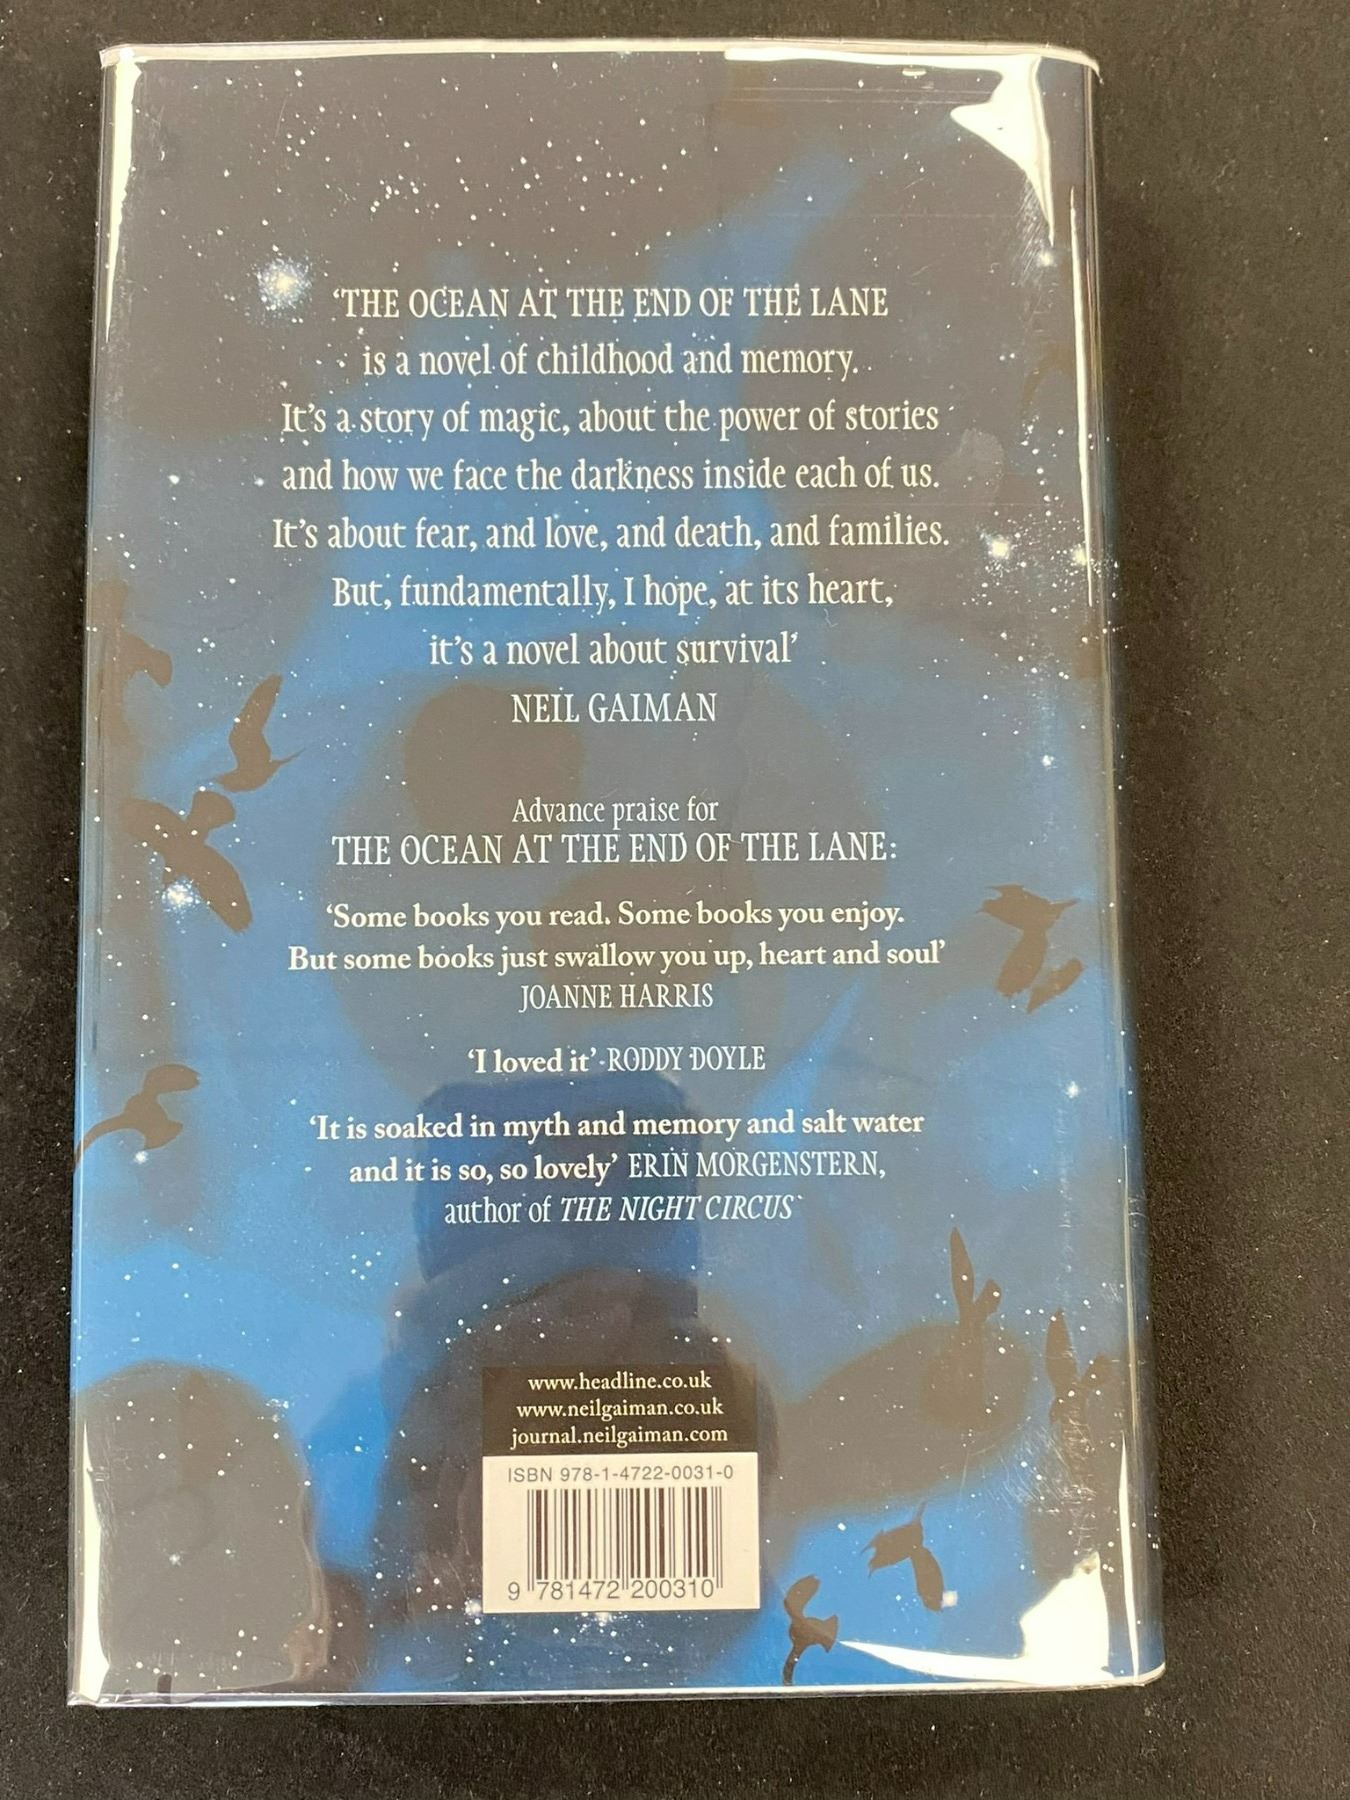 ‘THE OCEAN AT THE END OF THE LANE
is a novel of childhood and memory.
It’s a story of magic, about the power of stories
and how we face the darkness inside each of us.
It’s about fear, and love, and death, and families.
But, fundamentally, I hope, at its heart,
it’s a novel about survival’
NEIL GAIMAN
Advance praise for
THE OCEAN AT THE END OF THE LANE:
‘Some books you read. Some books you enjoy.
But some books just swallow you up, heart and soul’
JOANNE HARRIS
‘I loved it’ RODDY DOYLE
‘It is soaked in myth and memory and salt water
and it is so, so lovely’ ERIN MORGENSTERN,
author of THE NIGHT CIRCUS
www.headline.co.uk
www.neilgaiman.co.uk
journal.neilgaiman.com
ISBN 978-1-4722-0031-0
9 781472 200310